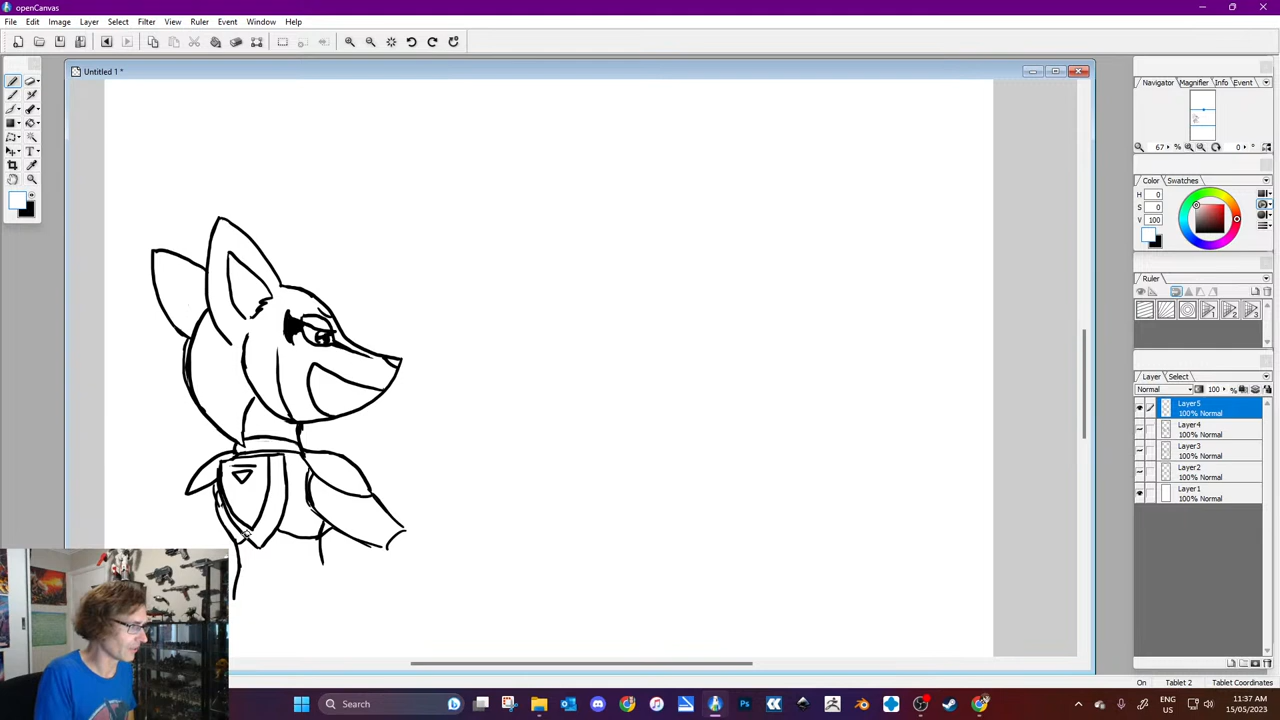 openCanvas
File Edit Image Layer Select Filter View Ruler Event Window Help
Untitled 1 *
Navigator Magnifier Info Event
67 % 0 °
Color Swatches
H 0
S 0
V 100
Ruler
Layer Select
Normal 100 %
Layer5
100% Normal
Layer4
100% Normal
Layer3
100% Normal
Layer2
100% Normal
Layer1
100% Normal
On Tablet 2 Tablet Coordinates
Search
ENG
US
11:37 AM
15/05/2023